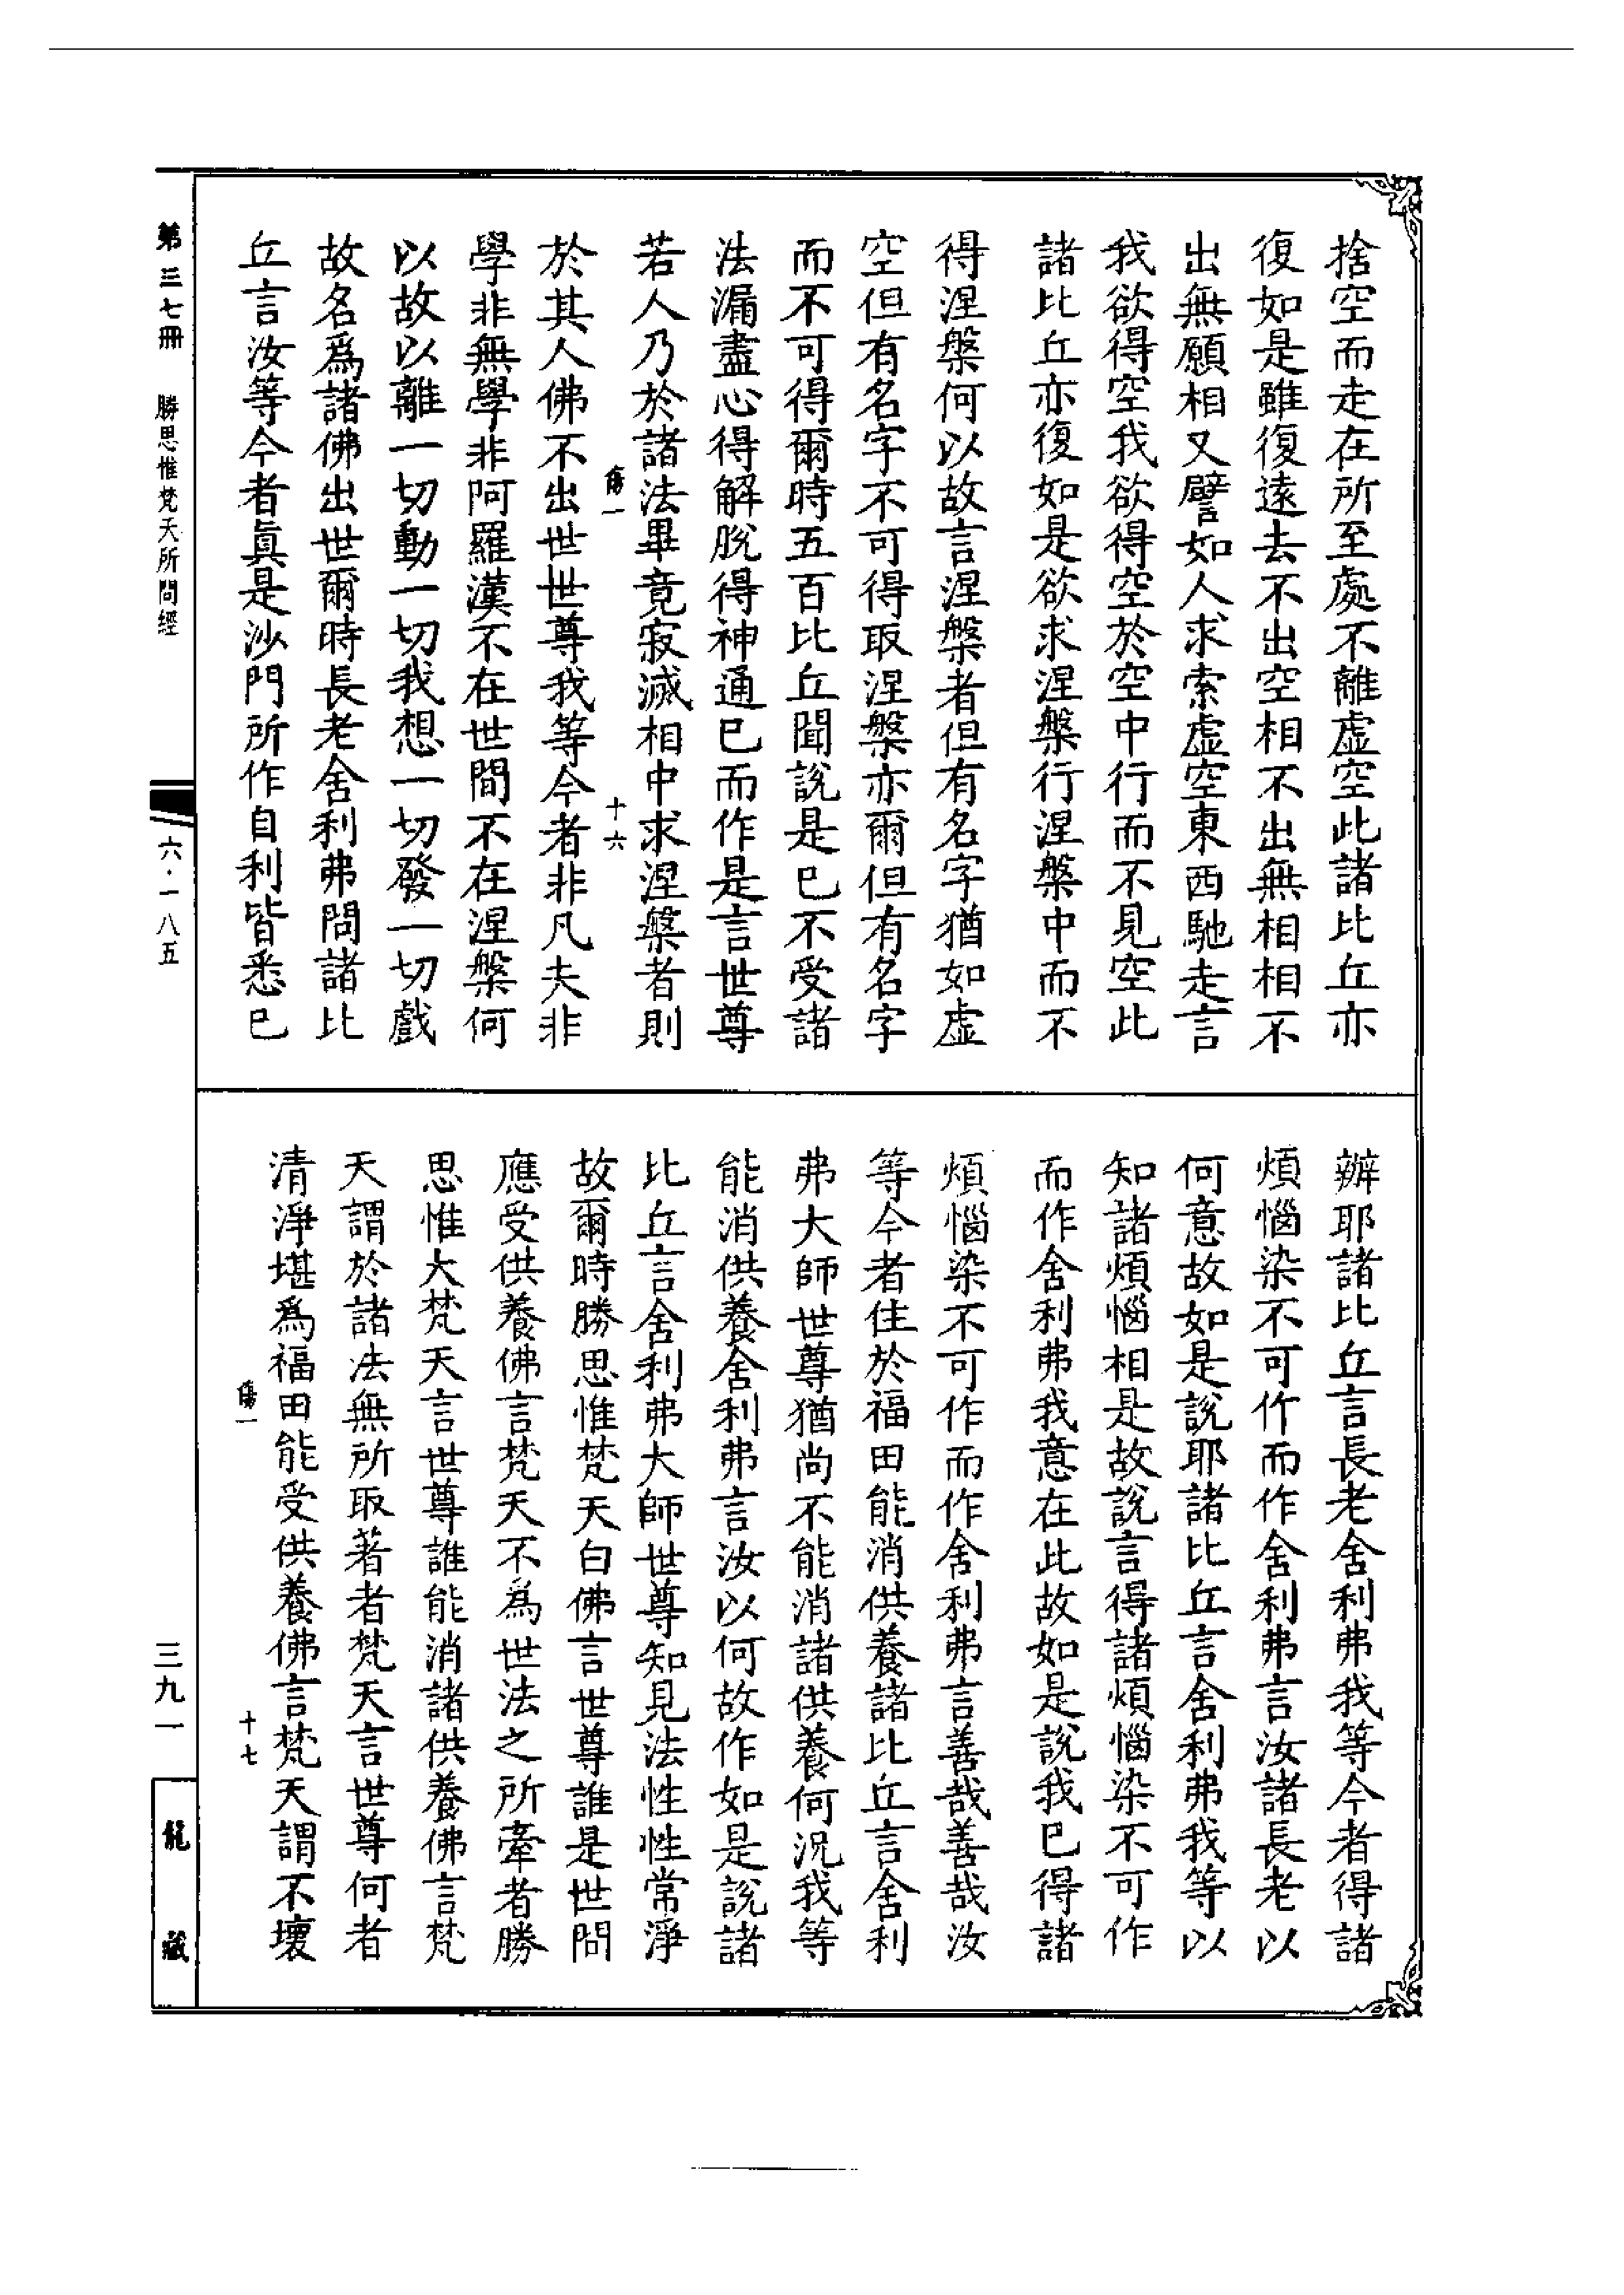 捨空而走在所至處不離虛空此諸比丘亦
復如是雖復遠去不出空相不出無相相不
出無願相又譬如人求索虛空東西馳走言
我欲得空我欲得空於空中行而不見空此
諸比丘亦復如是欲求涅槃行涅槃中而不
得涅槃何以故言涅槃者但有名字猶如虛
空但有名字不可得取涅槃亦爾但有名字
而不可得爾時五百比丘聞說是已不受諸
法漏盡心得解脫得神通已而作是言世尊
若人乃於諸法畢竟寂滅相中求涅槃者則
傷一 十六
於其人佛不出世世尊我等今者非凡夫非
學非無學非阿羅漢不在世間不在涅槃何
以故以離一切動一切我想一切發一切戲
故名為諸佛出世爾時長老舍利弗問諸比
丘言汝等今者眞是沙門所作自利皆悉已
辦耶諸比丘言長老舍利弗我等今者得諸
煩惱染不可作而作舍利弗言汝諸長老以
何意故如是說耶諸比丘言舍利弗我等以
知諸煩惱相是故說言得諸煩惱染不可作
而作舍利弗我意在此故如是說我已得諸
煩惱染不可作而作舍利弗言善哉善哉汝
等今者住於福田能消供養諸比丘言舍利
弗大師世尊猶尚不能消諸供養何況我等
能消供養舍利弗言汝以何故作如是說諸
比丘言舍利弗大師世尊知見法性性常淨
故爾時勝思惟梵天白佛言世尊誰是世間
應受供養佛言梵天不為世法之所牽者勝
思惟大梵天言世尊誰能消諸供養佛言梵
天謂於諸法無所取著者梵天言世尊何者
清淨堪為福田能受供養佛言梵天謂不壞
傷一 十七
第三七冊 勝思惟梵天所問經
六·一八五
三九一
龍藏